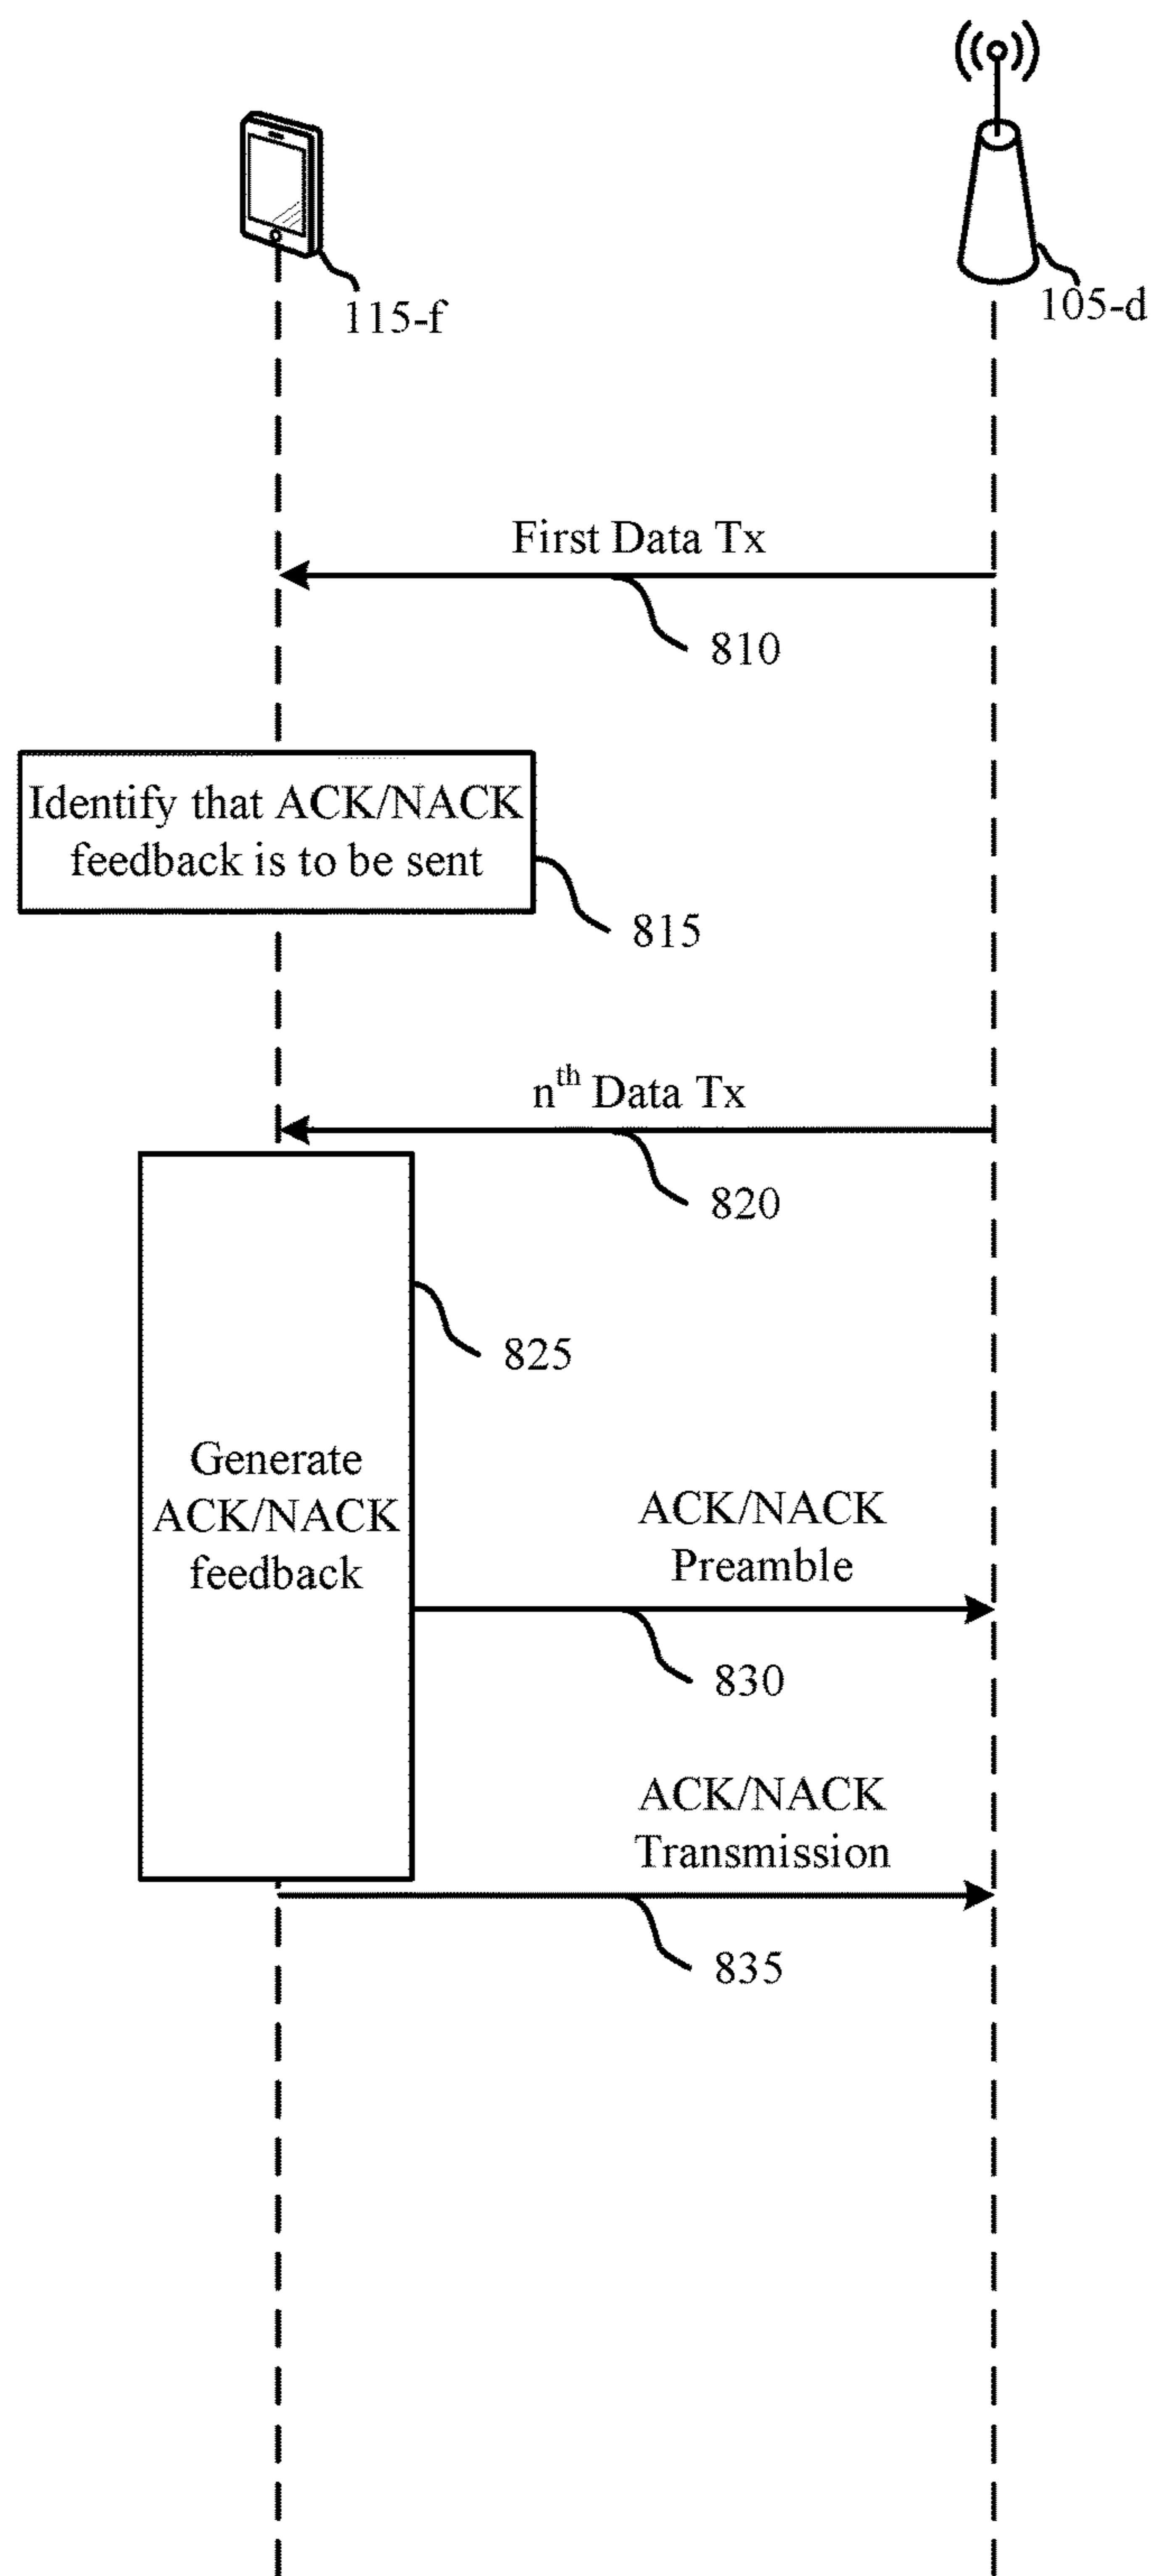 115-f
105-d
First Data Tx
810
Identify that ACK/NACK
feedback is to be sent
815
nth Data Tx
820
825
Generate
ACK/NACK
feedback
ACK/NACK
Preamble
830
ACK/NACK
Transmission
835